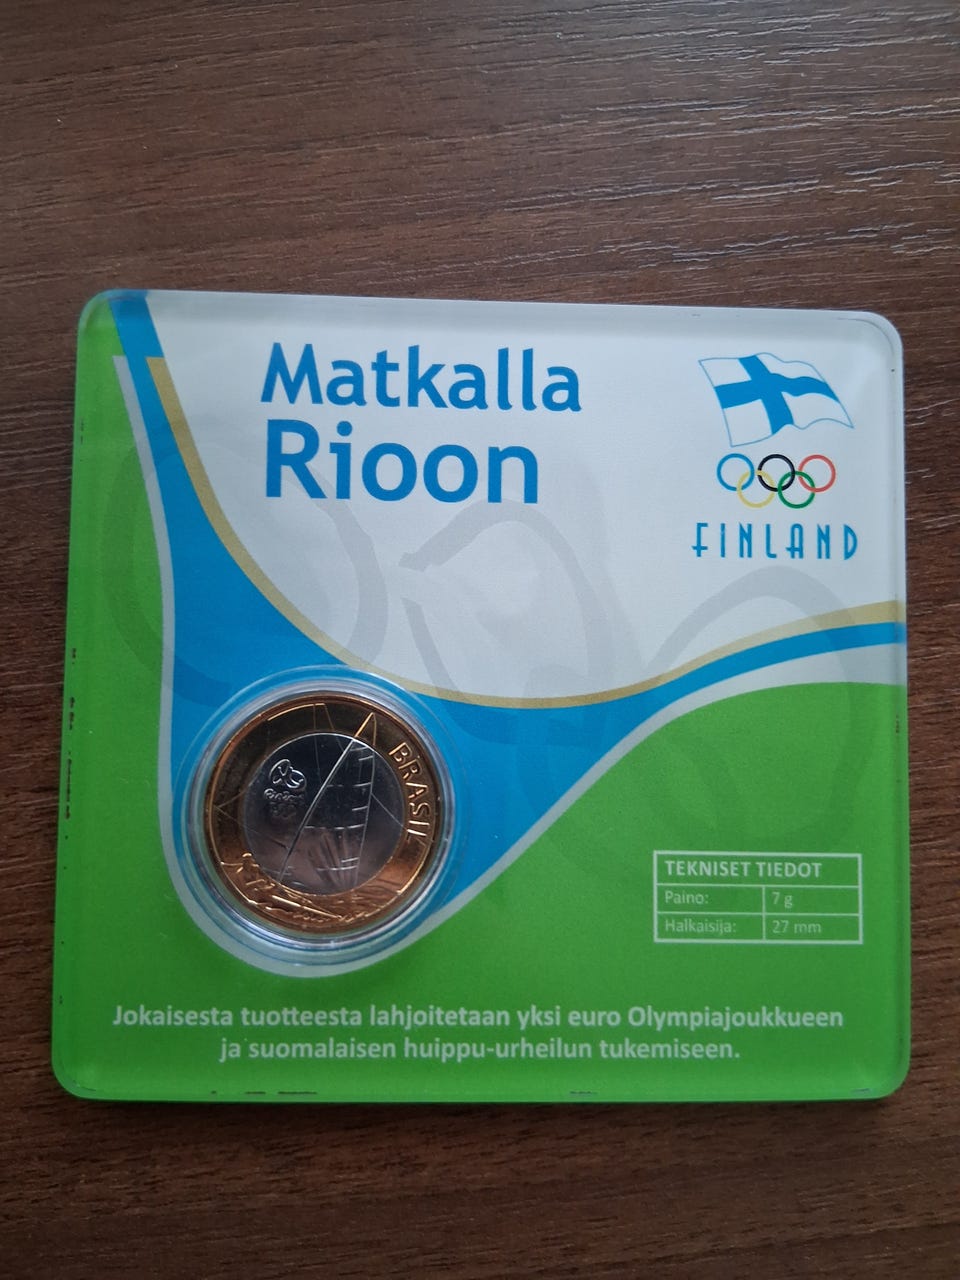 Matkalla
Rioon
FINLAND
BRASIL
TEKNISET TIEDOT
Paino: 7 g
Halkaisija: 27 mm
Jokaisesta tuotteesta lahjoitetaan yksi euro Olympiajoukkueen
ja suomalaisen huippu-urheilun tukemiseen.